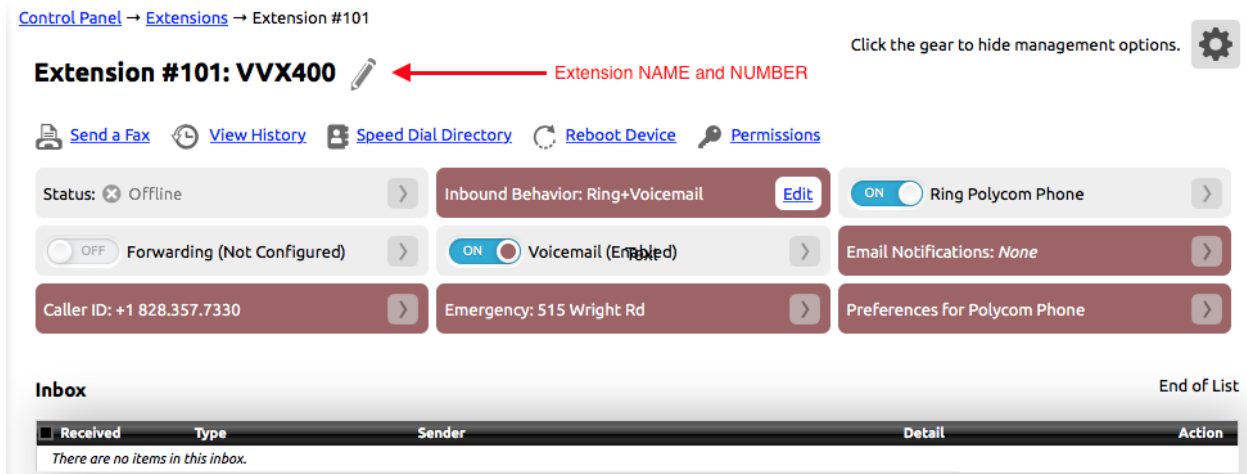 Control Panel → Extensions → Extension #101
Click the gear to hide management options.
Extension #101: VVX400
Extension NAME and NUMBER
Send a Fax View History Speed Dial Directory Reboot Device Permissions
Status: Offline
Inbound Behavior: Ring+Voicemail Edit
ON Ring Polycom Phone
OFF Forwarding (Not Configured)
ON Voicemail (Enabled)
Text
Email Notifications: None
Caller ID: +1 828.357.7330
Emergency: 515 Wright Rd
Preferences for Polycom Phone
Inbox
End of List
Received Type Sender Detail Action
There are no items in this inbox.